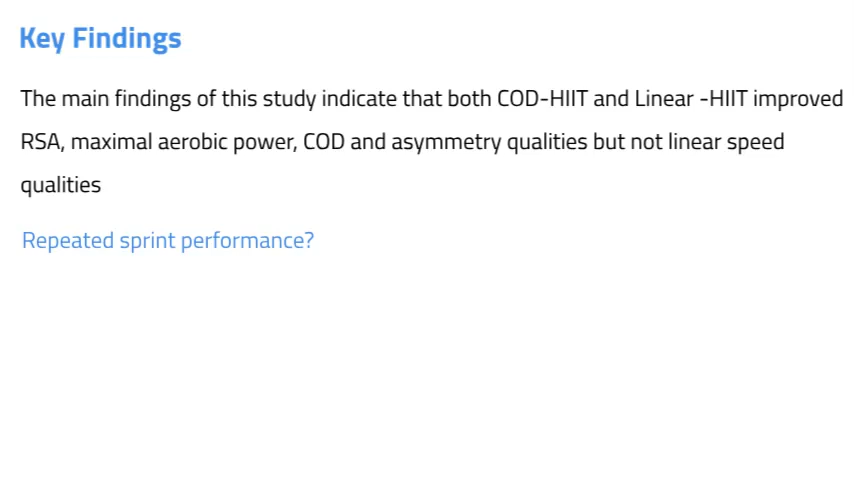 Key Findings
The main findings of this study indicate that both COD-HIIT and Linear -HIIT improved
RSA, maximal aerobic power, COD and asymmetry qualities but not linear speed
qualities
Repeated sprint performance?